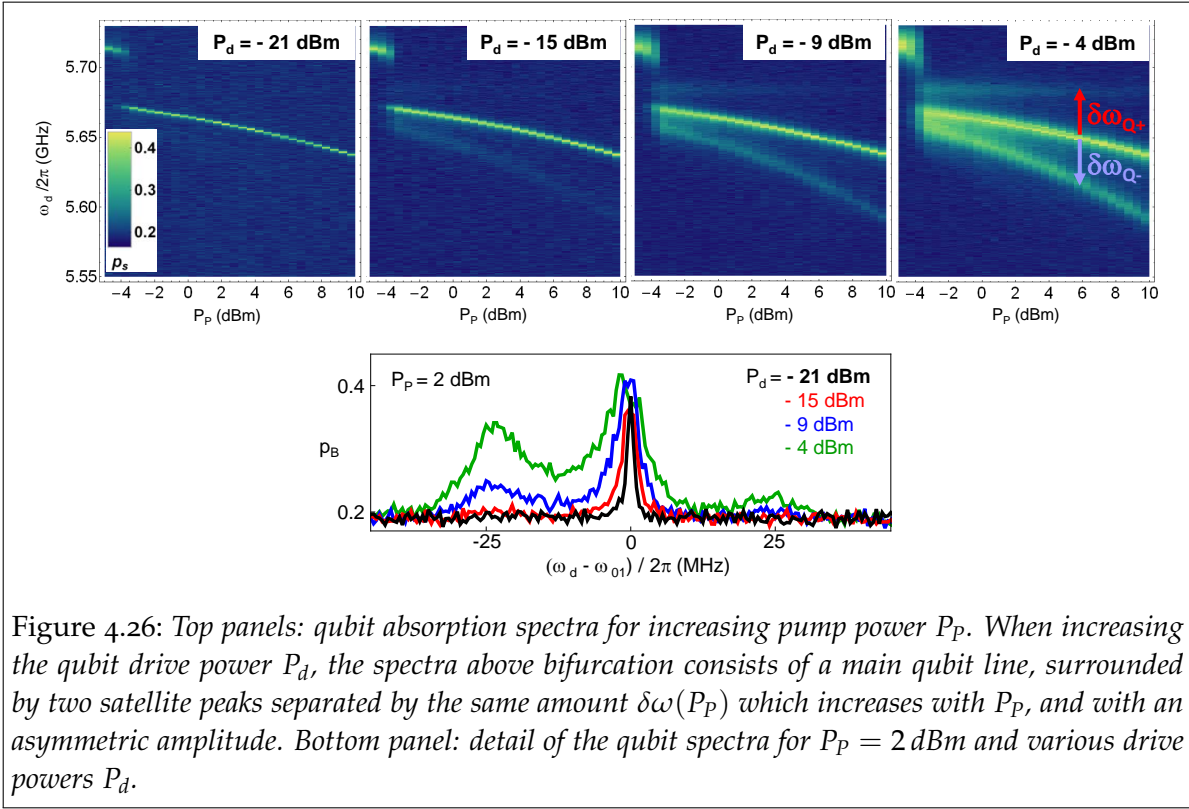 P_d = - 21 dBm
P_d = - 15 dBm
P_d = - 9 dBm
P_d = - 4 dBm
5.70
5.65
5.60
5.55
ω_d /2π (GHz)
0.4
0.3
0.2
p_s
δω_Q+
δω_Q-
−4 −2 0 2 4 6 8 10
−4 −2 0 2 4 6 8 10
−4 −2 0 2 4 6 8 10
−4 −2 0 2 4 6 8 10
P_P (dBm)
P_P (dBm)
P_P (dBm)
P_P (dBm)
P_P = 2 dBm
P_d = - 21 dBm
- 15 dBm
- 9 dBm
- 4 dBm
0.4
p_B
0.2
-25 0 25
(ω_d - ω_01) / 2π (MHz)
Figure 4.26: Top panels: qubit absorption spectra for increasing pump power P_P. When increasing
the qubit drive power P_d, the spectra above bifurcation consists of a main qubit line, surrounded
by two satellite peaks separated by the same amount δω(P_P) which increases with P_P, and with an
asymmetric amplitude. Bottom panel: detail of the qubit spectra for P_P = 2 dBm and various drive
powers P_d.